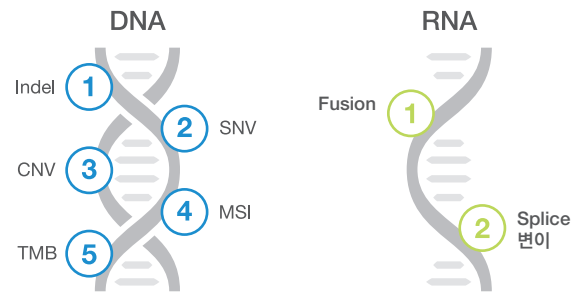 DNA
RNA
Indel 1
2 SNV
CNV 3
4 MSI
TMB 5
Fusion 1
2 Splice
변이